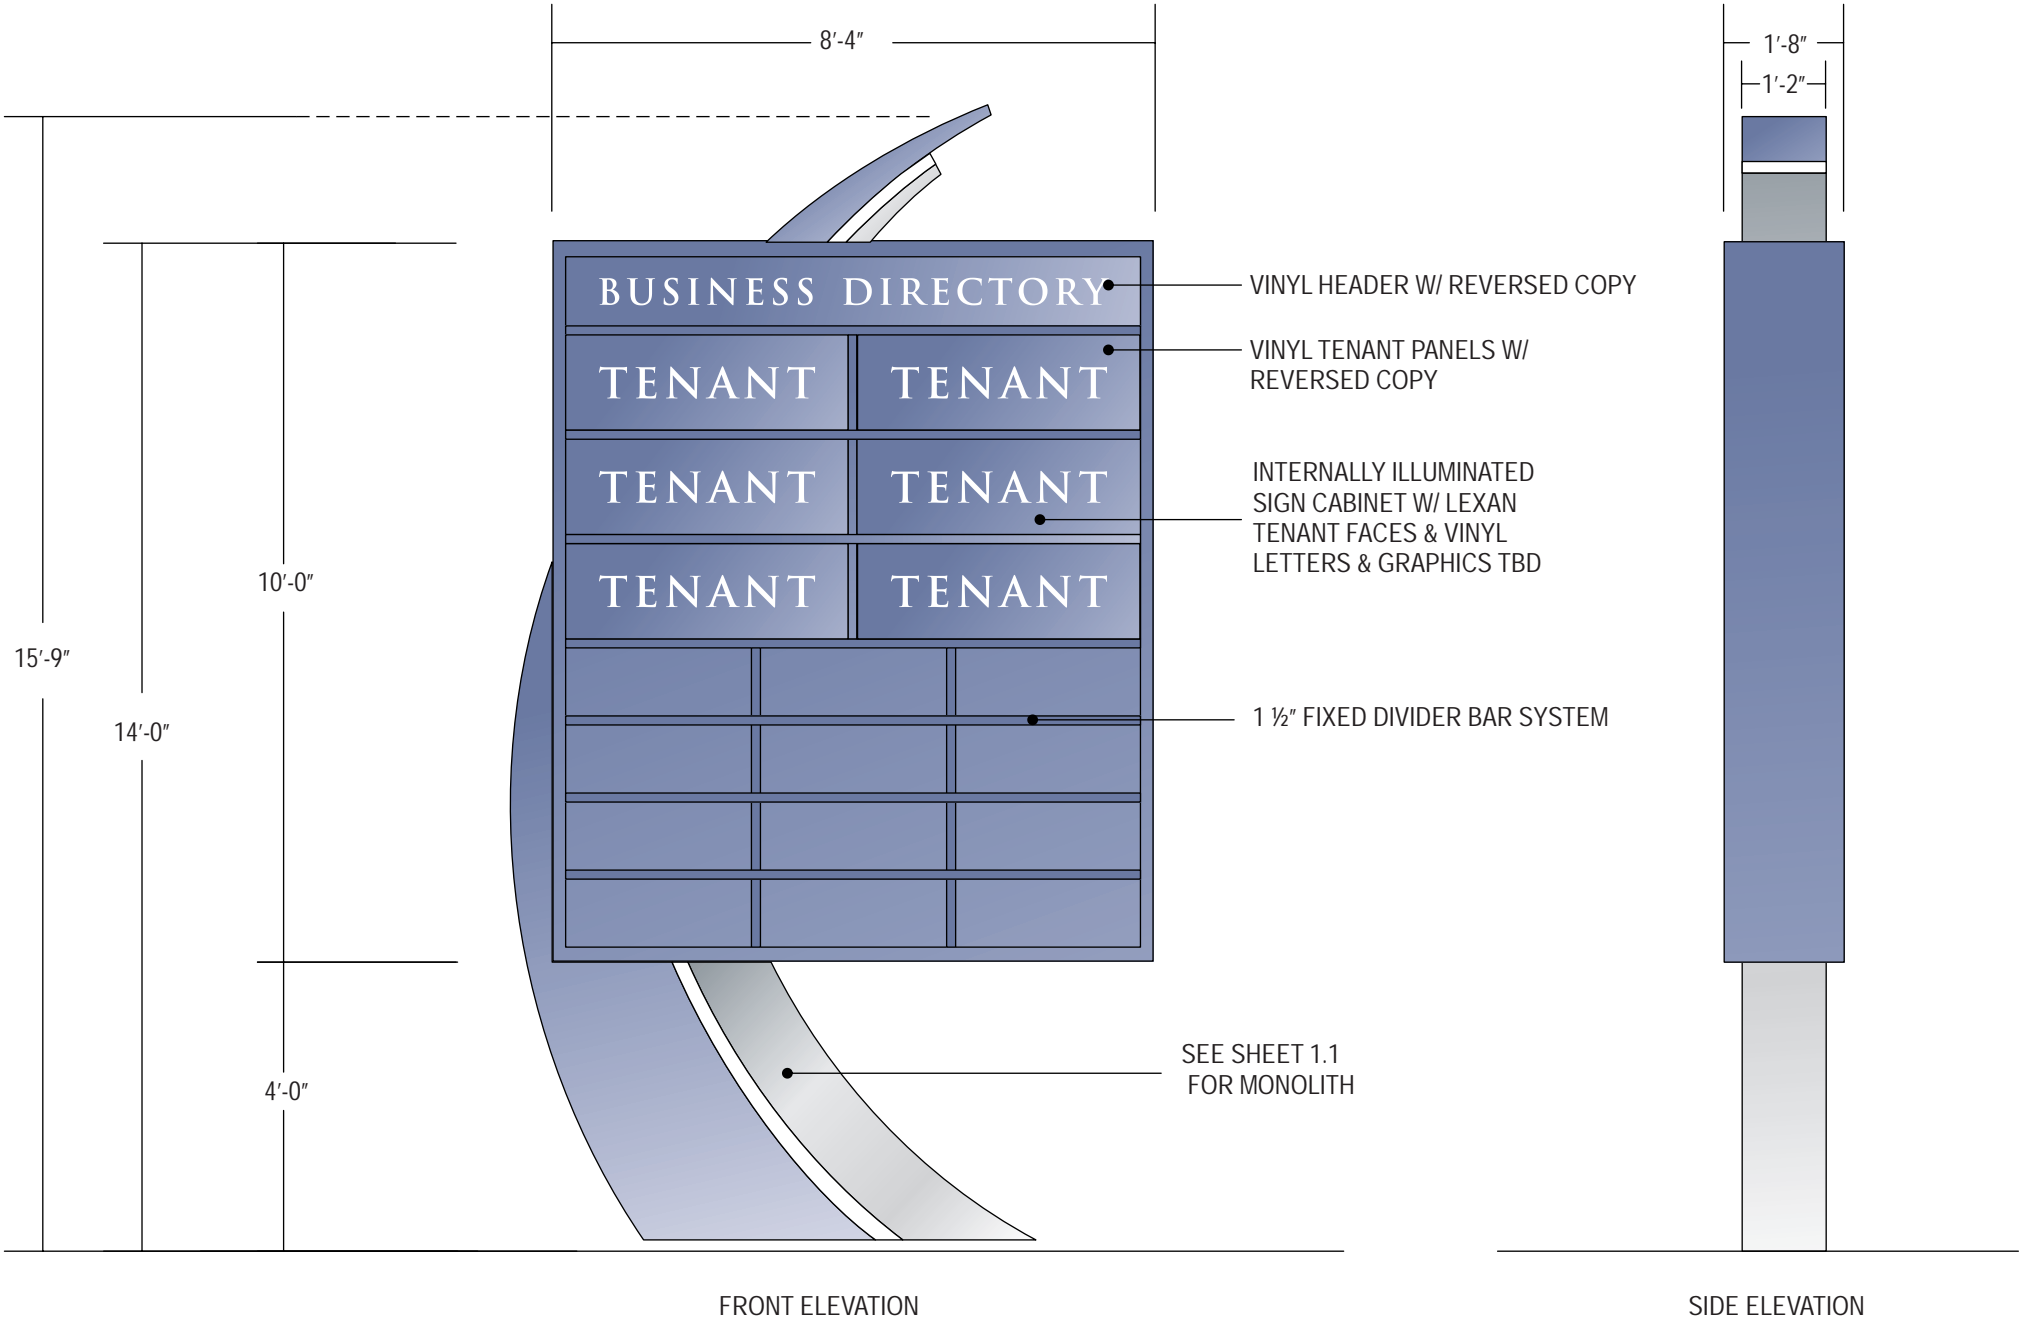 8'-4"
1'-8"
1'-2"
BUSINESS DIRECTORY
VINYL HEADER W/ REVERSED COPY
TENANT TENANT
VINYL TENANT PANELS W/
REVERSED COPY
TENANT TENANT
INTERNALLY ILLUMINATED
SIGN CABINET W/ LEXAN
TENANT FACES & VINYL
LETTERS & GRAPHICS TBD
10'-0"
TENANT TENANT
15'-9"
14'-0"
1 ½" FIXED DIVIDER BAR SYSTEM
4'-0"
SEE SHEET 1.1
FOR MONOLITH
FRONT ELEVATION
SIDE ELEVATION